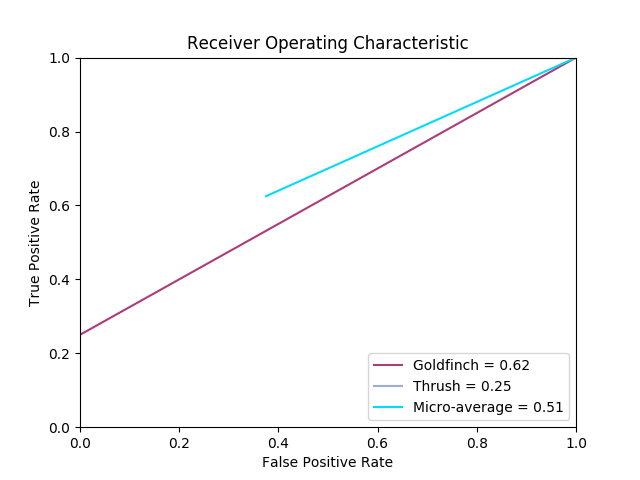 Receiver Operating Characteristic
True Positive Rate
1.0
0.8
0.6
0.4
0.2
0.0
Goldfinch = 0.62
Thrush = 0.25
Micro-average = 0.51
0.0 0.2 0.4 0.6 0.8 1.0
False Positive Rate